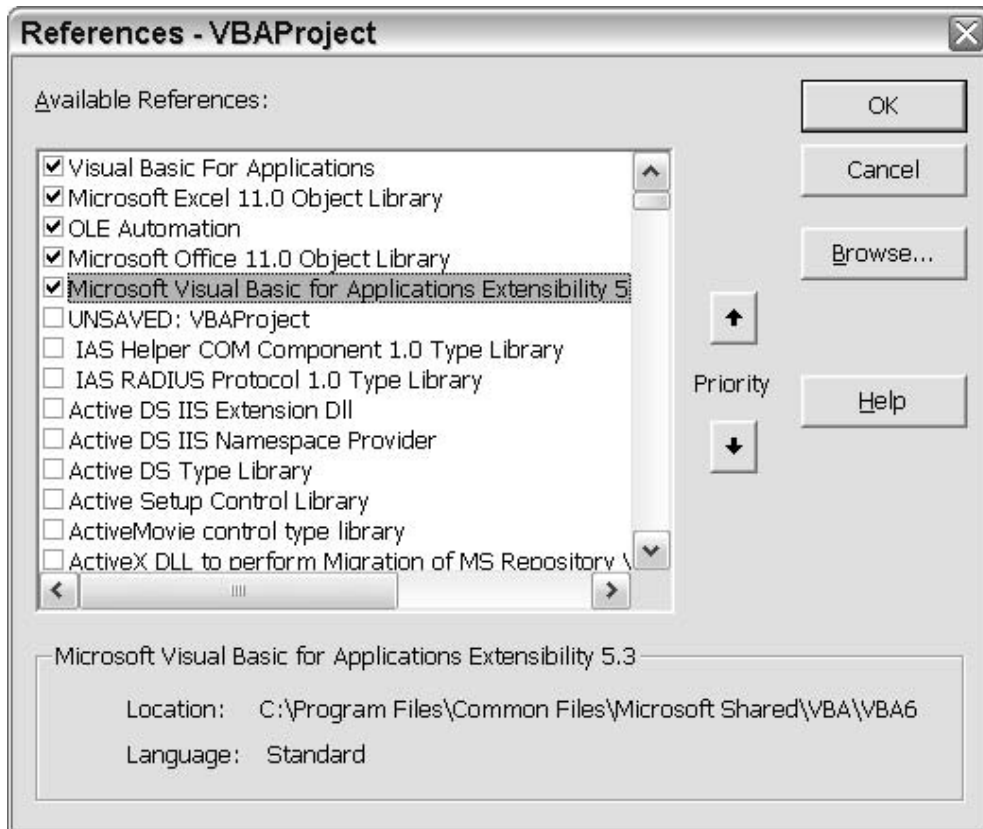 References - VBAProject
Available References:
OK
Cancel
Browse...
Help
Visual Basic For Applications
Microsoft Excel 11.0 Object Library
OLE Automation
Microsoft Office 11.0 Object Library
Microsoft Visual Basic for Applications Extensibility 5
UNSAVED: VBAProject
IAS Helper COM Component 1.0 Type Library
IAS RADIUS Protocol 1.0 Type Library
Active DS IIS Extension Dll
Active DS IIS Namespace Provider
Active DS Type Library
Active Setup Control Library
ActiveMovie control type library
ActiveX DLL to perform Migration of MS Repository \
Priority
Microsoft Visual Basic for Applications Extensibility 5.3
Location: C:\Program Files\Common Files\Microsoft Shared\VBA\VBA6
Language: Standard